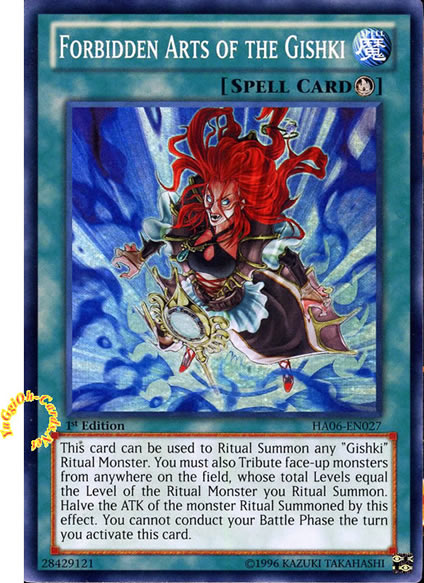 FORBIDDEN ARTS OF THE GISHKI
魔
[SPELL CARD]
YuGiOh-Cards.Net
1st Edition
HA06-EN027
This card can be used to Ritual Summon any "Gishki"
Ritual Monster. You must also Tribute face-up monsters
from anywhere on the field, whose total Levels equal
the Level of the Ritual Monster you Ritual Summon.
Halve the ATK of the monster Ritual Summoned by this
effect. You cannot conduct your Battle Phase the turn
you activate this card.
28429121
©1996 KAZUKI TAKAHASHI